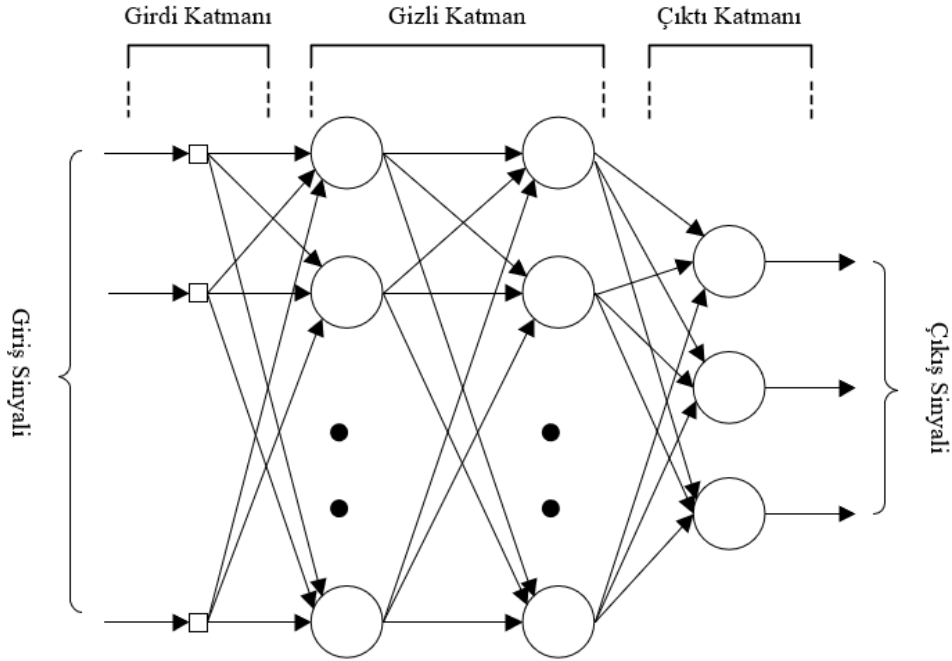 Girdi Katmanı
Gizli Katman
Çıktı Katmanı
Giriş Sinyali
Çıkış Sinyali